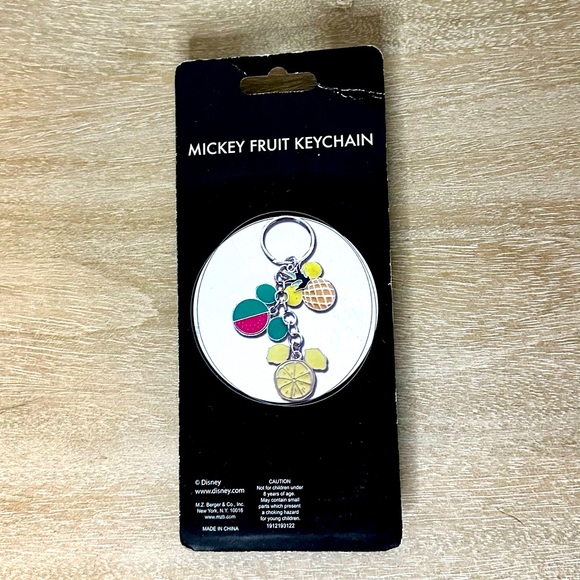 MICKEY FRUIT KEYCHAIN
© Disney
www.disney.com
M.Z. Berger & Co., Inc.
New York, N.Y. 10016
www.mzb.com
MADE IN CHINA
CAUTION
Not for children under
8 years of age.
May contain small
parts which present
a choking hazard
for young children.
1912193122